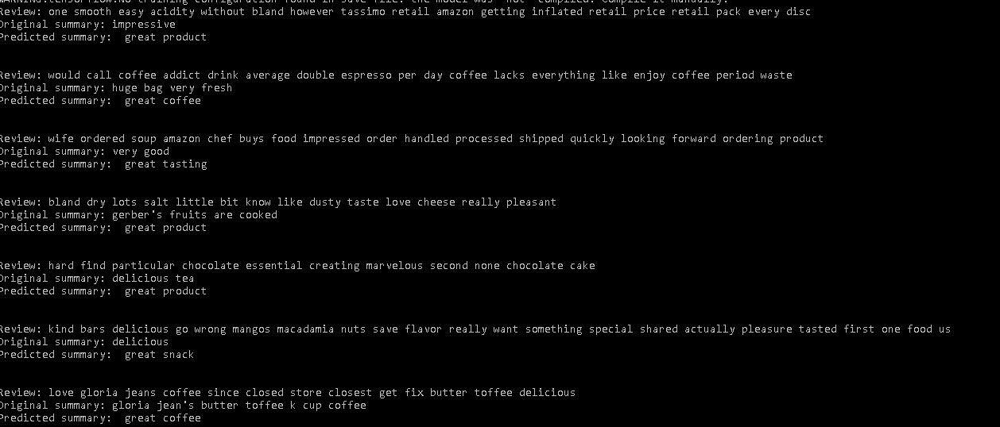 WARNING:tensorflow:No training configuration found in save file: the model was *not* compiled. Compile it manually.
Review: one smooth easy acidity without bland however tassimo retail amazon getting inflated retail price retail pack every disc
Original summary: impressive
Predicted summary:  great product
Review: would call coffee addict drink average double espresso per day coffee lacks everything like enjoy coffee period waste
Original summary: huge bag very fresh
Predicted summary:  great coffee
Review: wife ordered soup amazon chef buys food impressed order handled processed shipped quickly looking forward ordering product
Original summary: very good
Predicted summary:  great tasting
Review: bland dry lots salt little bit know like dusty taste love cheese really pleasant
Original summary: gerber's fruits are cooked
Predicted summary:  great product
Review: hard find particular chocolate essential creating marvelous second none chocolate cake
Original summary: delicious tea
Predicted summary:  great product
Review: kind bars delicious go wrong mangos macadamia nuts save flavor really want something special shared actually pleasure tasted first one food us
Original summary: delicious
Predicted summary:  great snack
Review: love gloria jeans coffee since closed store closest get fix butter toffee delicious
Original summary: gloria jean's butter toffee k cup coffee
Predicted summary:  great coffee